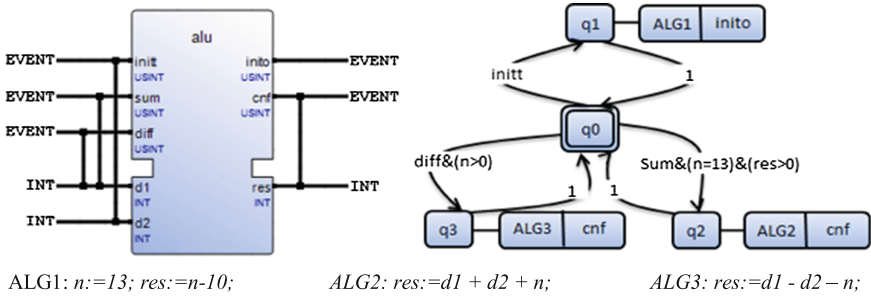 alu
EVENT initt inito EVENT
USINT USINT
EVENT sum cnf EVENT
USINT USINT
EVENT diff
USINT
INT d1 res INT
INT INT
INT d2
INT
q1 ALG1 inito
initt 1
q0
diff&(n>0) Sum&(n=13)&(res>0)
1 1
q3 ALG3 cnf q2 ALG2 cnf
ALG1: n:=13; res:=n-10; ALG2: res:=d1 + d2 + n; ALG3: res:=d1 - d2 – n;